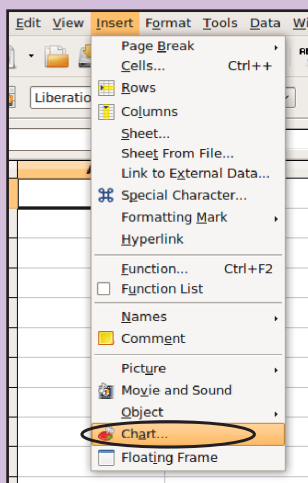 Edit View Insert Format Tools Data Wi
Liberatio
Page Break
Cells... Ctrl++
Rows
Columns
Sheet...
Sheet From File...
Link to External Data...
Special Character...
Formatting Mark
Hyperlink
Function... Ctrl+F2
Function List
Names
Comment
Picture
Movie and Sound
Object
Chart...
Floating Frame